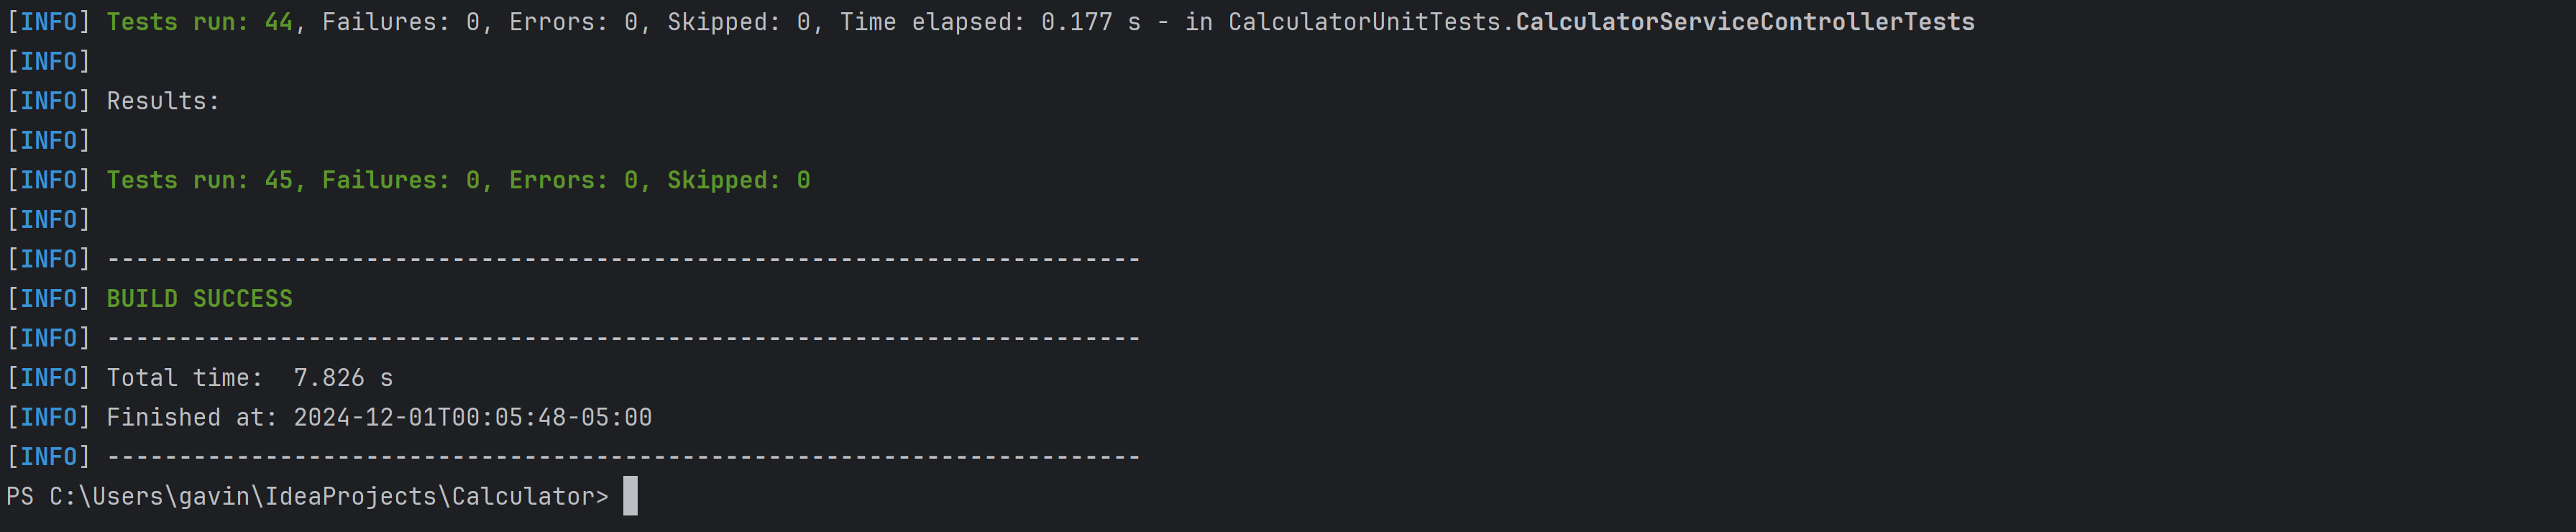 [INFO] Tests run: 44, Failures: 0, Errors: 0, Skipped: 0, Time elapsed: 0.177 s - in CalculatorUnitTests.CalculatorServiceControllerTests
[INFO]
[INFO] Results:
[INFO]
[INFO] Tests run: 45, Failures: 0, Errors: 0, Skipped: 0
[INFO]
[INFO] ------------------------------------------------------------------------
[INFO] BUILD SUCCESS
[INFO] ------------------------------------------------------------------------
[INFO] Total time:  7.826 s
[INFO] Finished at: 2024-12-01T00:05:48-05:00
[INFO] ------------------------------------------------------------------------
PS C:\Users\gavin\IdeaProjects\Calculator>